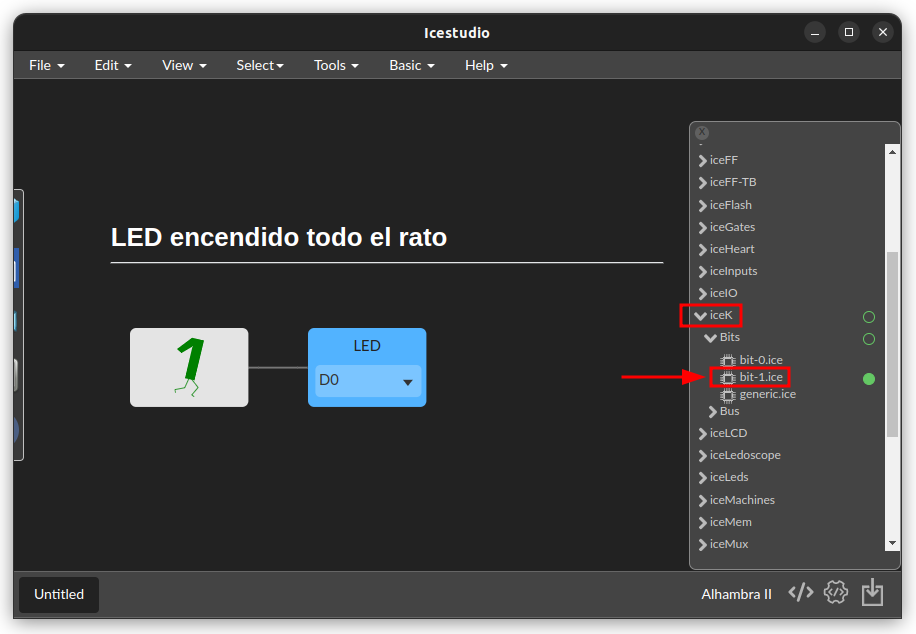 Icestudio
File Edit View Select Tools Basic Help
X
iceFF
iceFF-TB
iceFlash
iceGates
LED encendido todo el rato
iceHeart
iceInputs
iceIO
iceK
Bits
1
LED
D0
bit-0.ice
bit-1.ice
generic.ice
Bus
iceLCD
iceLedoscope
iceLeds
iceMachines
iceMem
iceMux
Untitled
Alhambra II